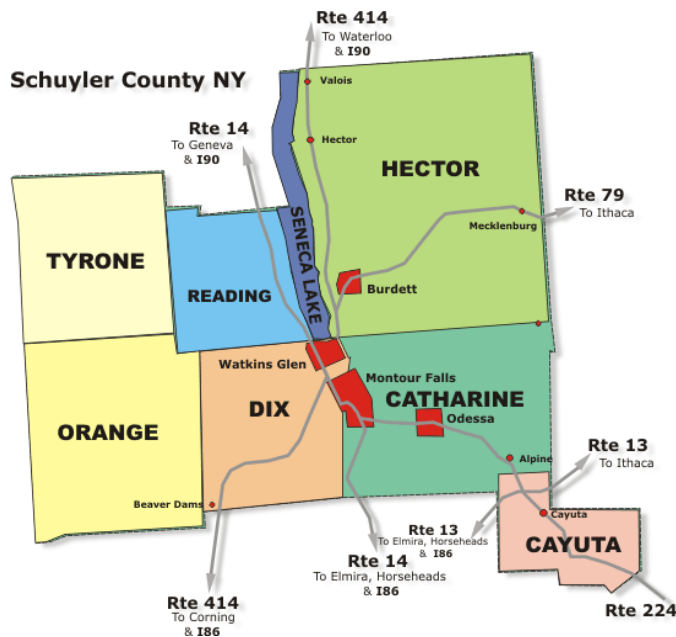 Rte 414
To Waterloo
& I90
Schuyler County NY
Valois
Rte 14
To Geneva
& I90
Hector
HECTOR
Rte 79
To Ithaca
Mecklenburg
SENECA LAKE
TYRONE
READING
Burdett
Watkins Glen
Montour Falls
CATHARINE
DIX
Odessa
ORANGE
Alpine
Rte 13
To Ithaca
Beaver Dams
Cayuta
Rte 13
To Elmira, Horseheads
& I86
CAYUTA
Rte 14
To Elmira, Horseheads
& I86
Rte 414
To Corning
& I86
Rte 224